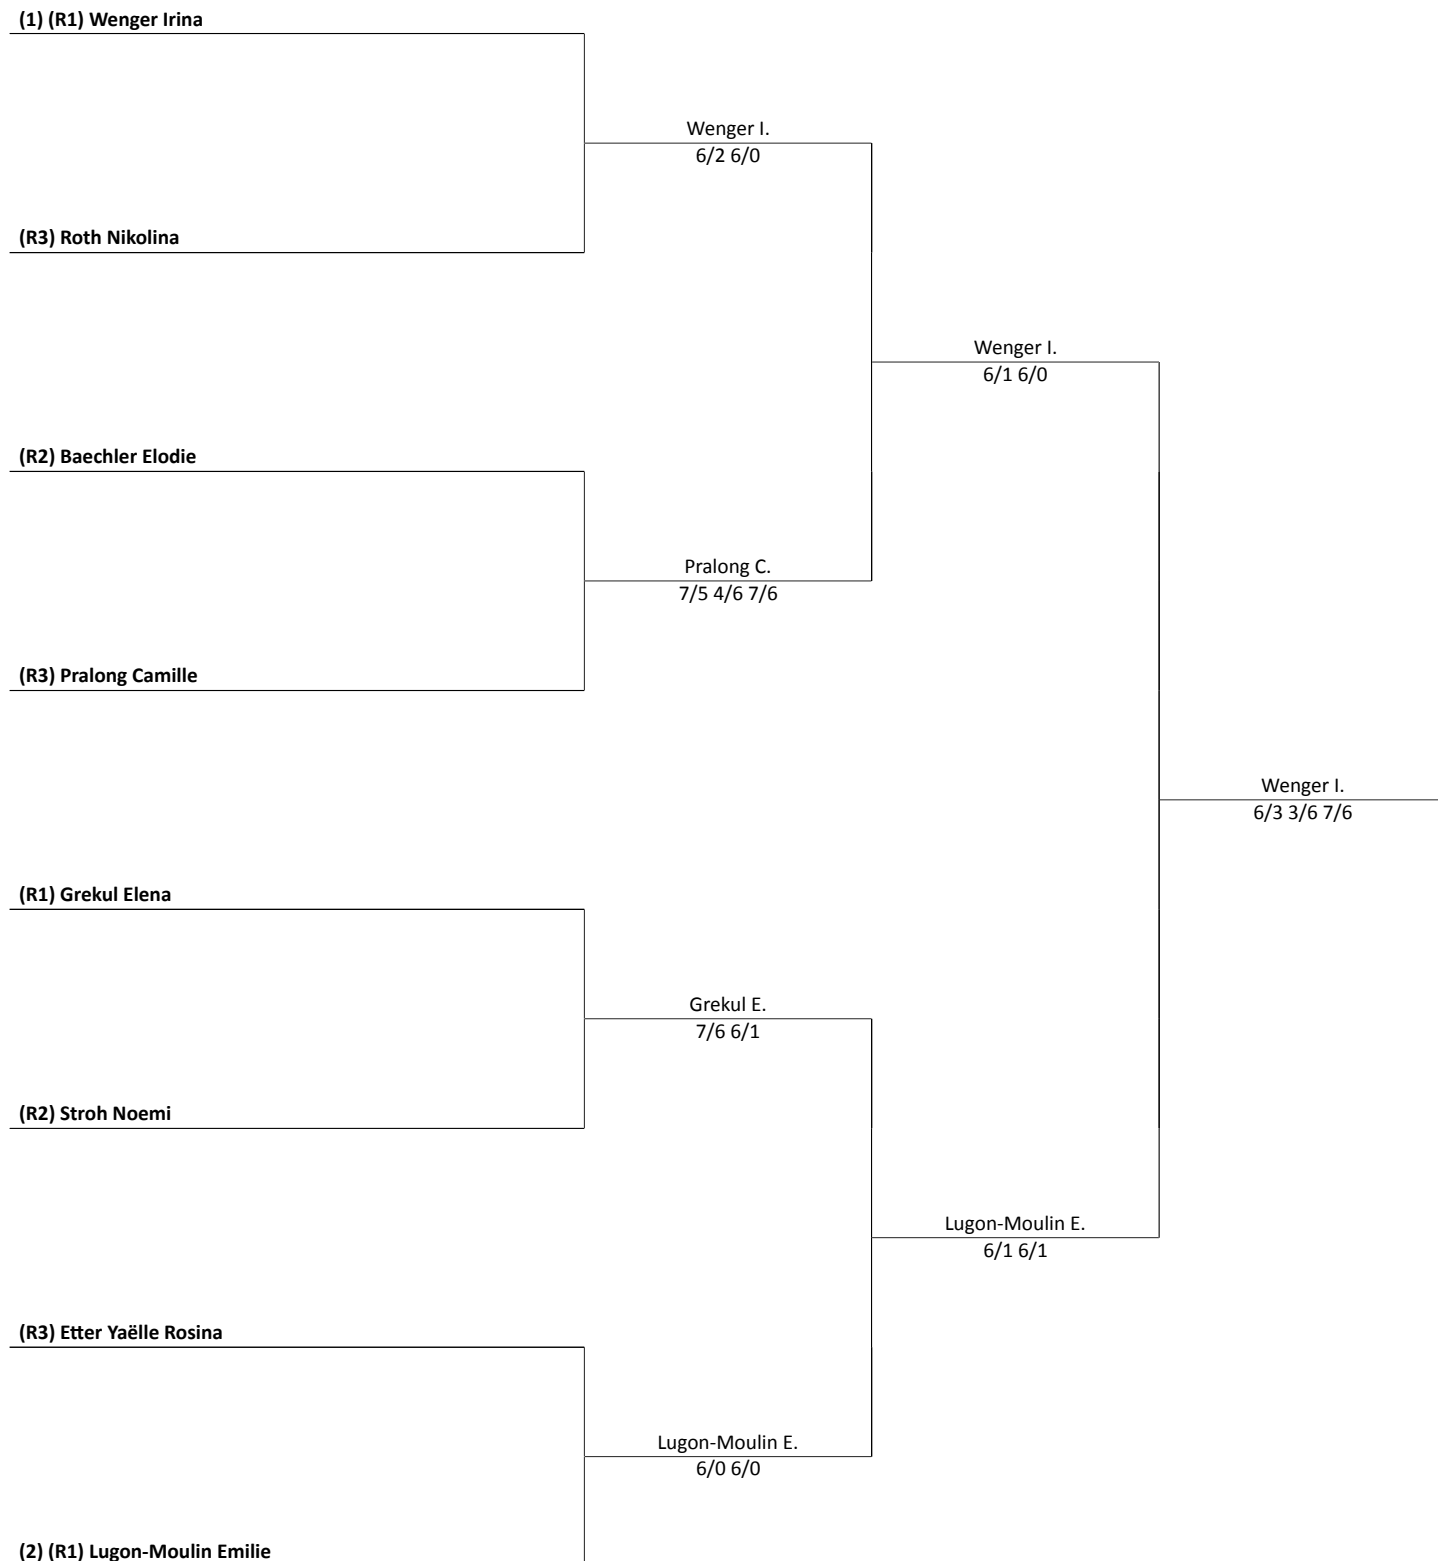 (1) (R1) Wenger Irina
Wenger I.
6/2 6/0
(R3) Roth Nikolina
Wenger I.
6/1 6/0
(R2) Baechler Elodie
Pralong C.
7/5 4/6 7/6
(R3) Pralong Camille
Wenger I.
6/3 3/6 7/6
(R1) Grekul Elena
Grekul E.
7/6 6/1
(R2) Stroh Noemi
Lugon-Moulin E.
6/1 6/1
(R3) Etter Yaëlle Rosina
Lugon-Moulin E.
6/0 6/0
(2) (R1) Lugon-Moulin Emilie